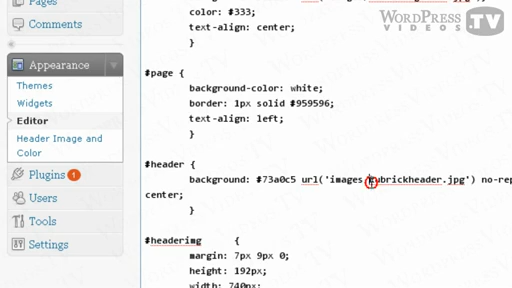 Pages
Comments
Appearance
Themes
Widgets
Editor
Header Image and
Color
Plugins 1
Users
Tools
Settings
WORDPRESS
VIDEOS .TV
color: #333;
text-align: center;
}
#page {
background-color: white;
border: 1px solid #959596;
text-align: left;
}
#header {
background: #73a0c5 url('images/kubrickheader.jpg') no-rep
center;
}
#headerimg {
margin: 7px 9px 0;
height: 192px;
width: 740px;